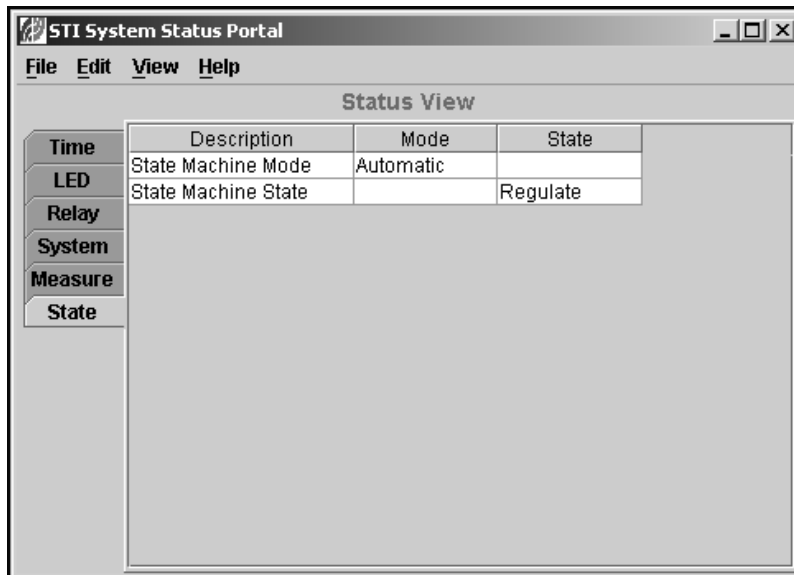 STI System Status Portal
File Edit View Help
Status View
Time
LED
Relay
System
Measure
State
Description Mode State
State Machine Mode Automatic
State Machine State Regulate